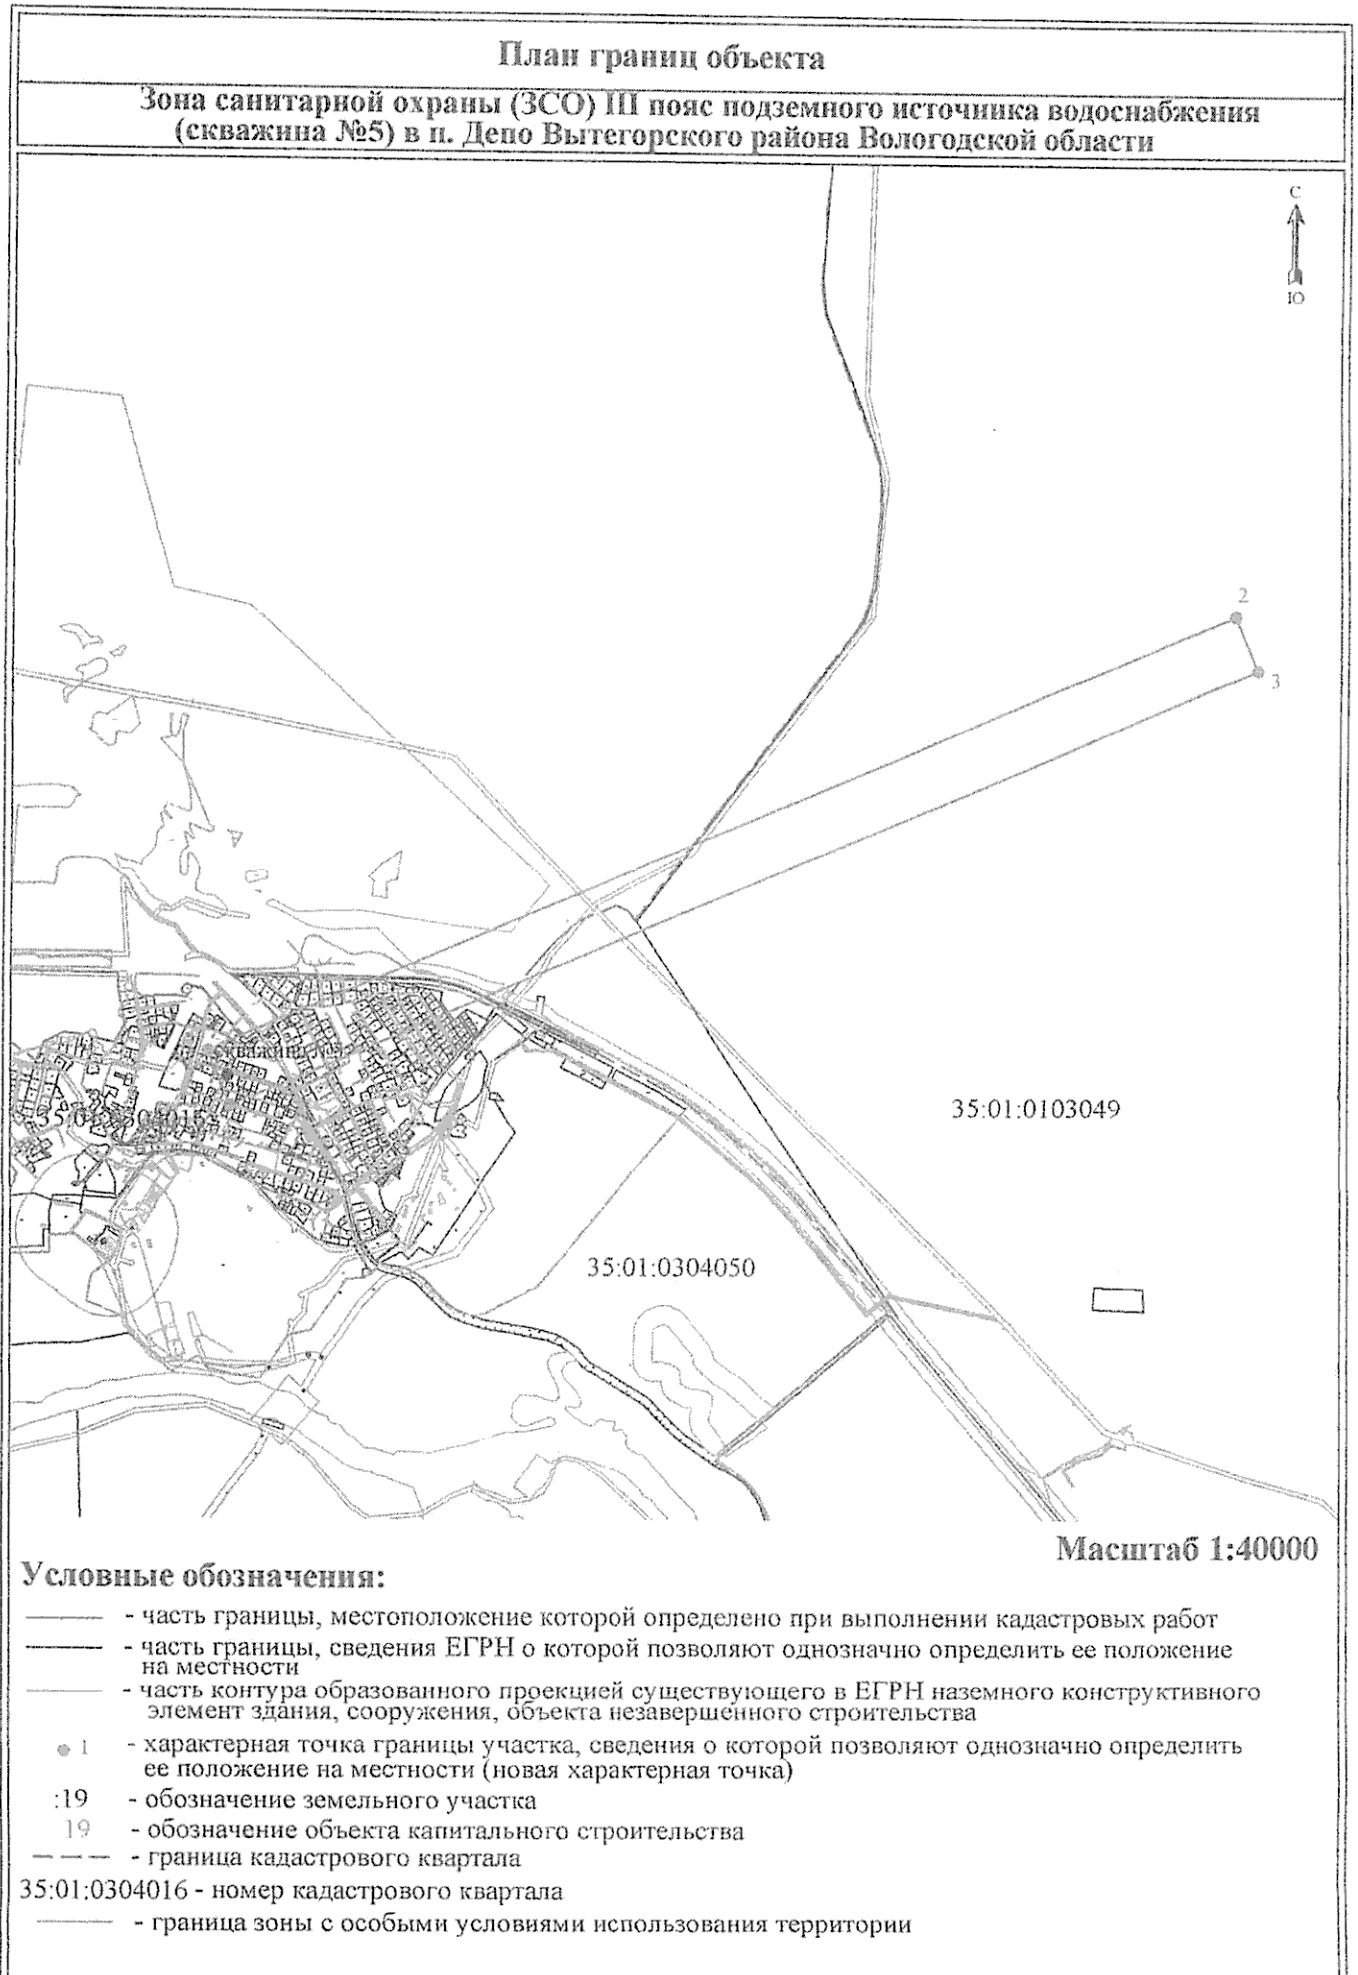 План границ объекта
Зона санитарной охраны (ЗСО) III пояс подземного источника водоснабжения
(скважина №5) в п. Депо Вытегорского района Вологодской области
С
Ю
2
3
скважина
35:01:0103049
35:01:0304050
Масштаб 1:40000
Условные обозначения:
- часть границы, местоположение которой определено при выполнении кадастровых работ
- часть границы, сведения ЕГРН о которой позволяют однозначно определить ее положение
на местности
- часть контура образованного проекцией существующего в ЕГРН наземного конструктивного
элемент здания, сооружения, объекта незавершенного строительства
1 - характерная точка границы участка, сведения о которой позволяют однозначно определить
ее положение на местности (новая характерная точка)
:19 - обозначение земельного участка
19 - обозначение объекта капитального строительства
- граница кадастрового квартала
35:01:0304016 - номер кадастрового квартала
- граница зоны с особыми условиями использования территории